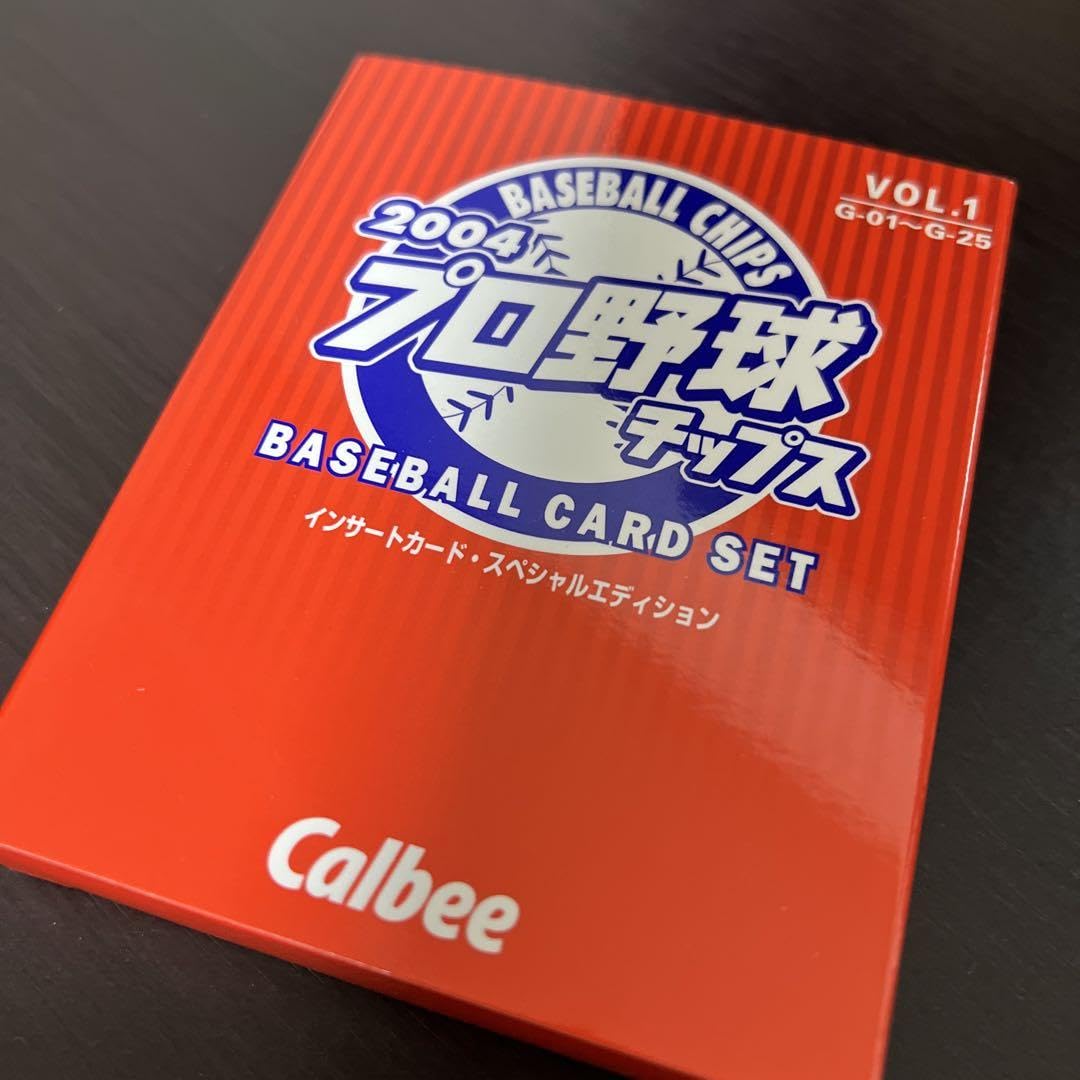 VOL.1
G-01〜G-25
BASEBALL CHIPS
2004
プロ野球
チップス
BASEBALL CARD SET
インサートカード・スペシャルエディション
Calbee